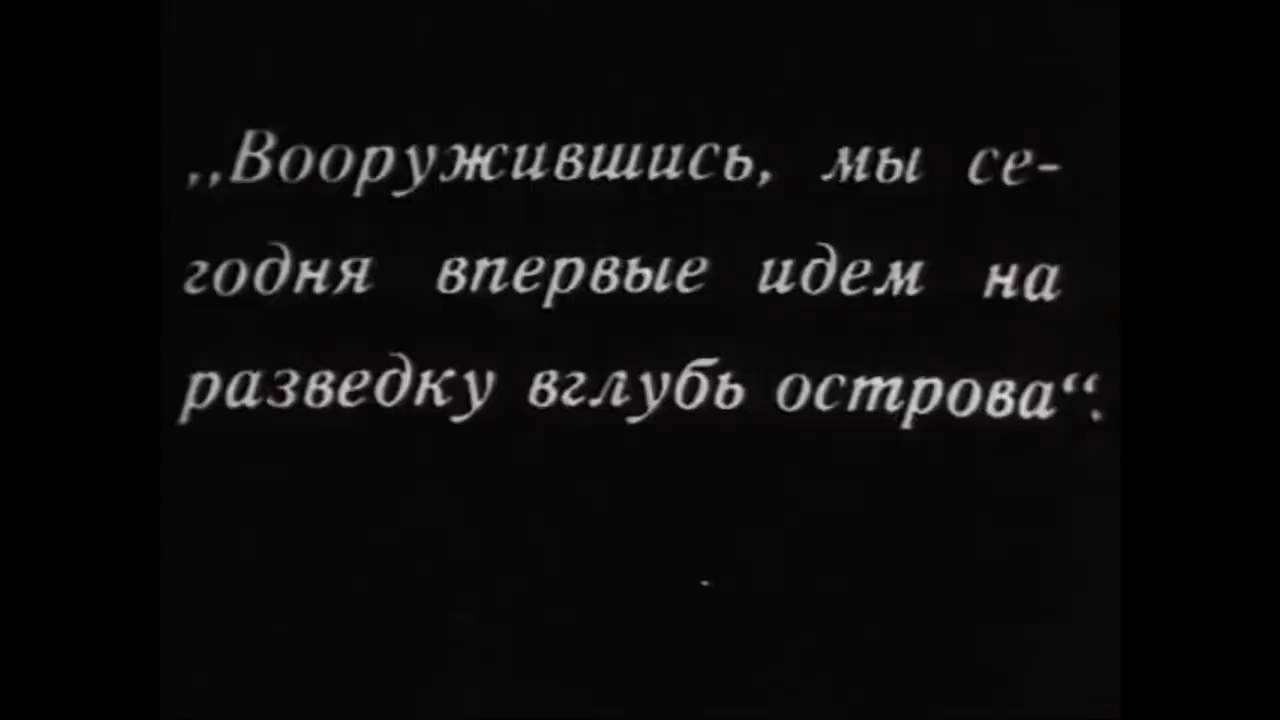 „Вооружившись, мы се-
годня впервые идем на
разведку вглубь острова“.